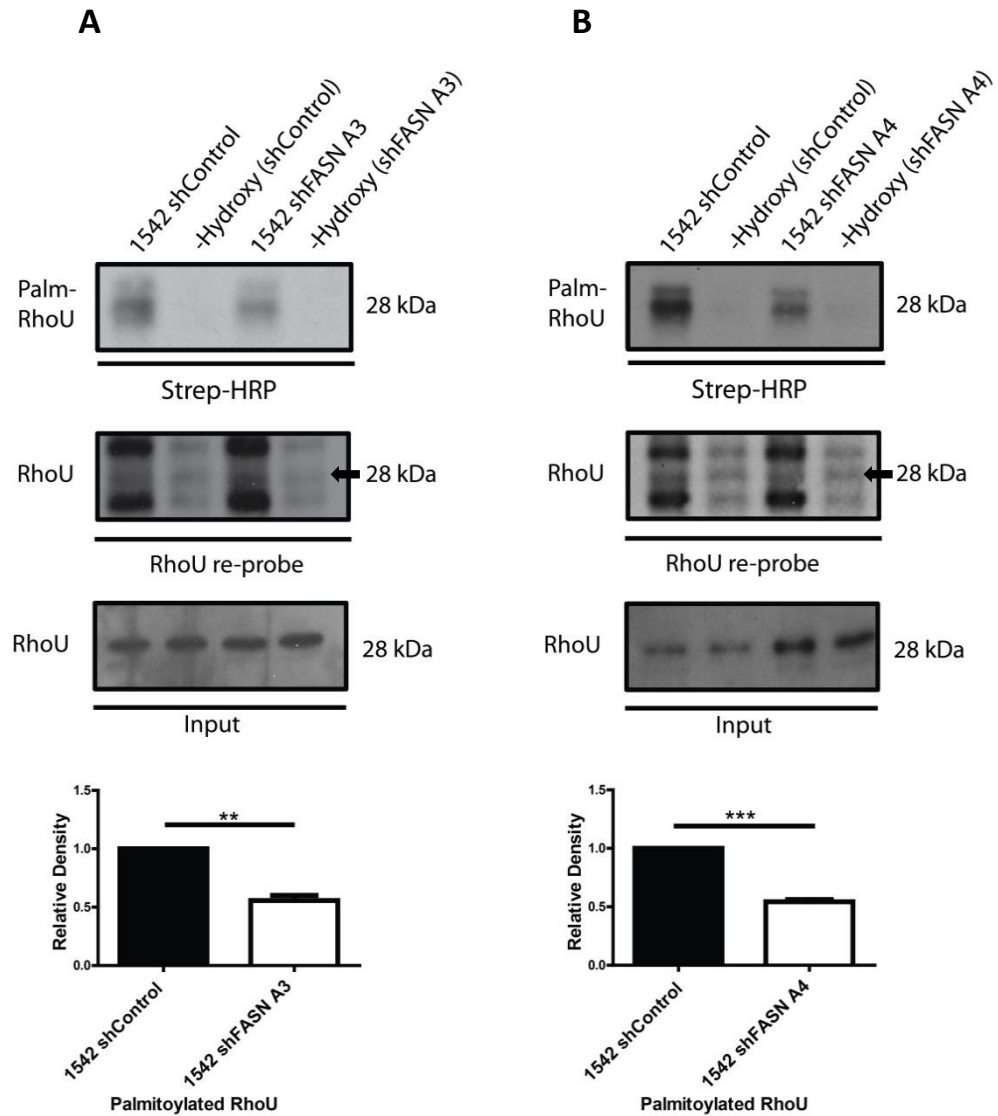 A
1542 shControl
-Hydroxy (shControl)
1542 shFASN A3
-Hydroxy (shFASN A3)
Palm-
RhoU
28 kDa
Strep-HRP
RhoU
28 kDa
RhoU re-probe
RhoU
28 kDa
Input
Relative Density
1.5
1.0
0.5
0.0
**
1542 shControl
1542 shFASN A3
Palmitoylated RhoU
B
1542 shControl
-Hydroxy (shControl)
1542 shFASN A4
-Hydroxy (shFASN A4)
Palm-
RhoU
28 kDa
Strep-HRP
RhoU
28 kDa
RhoU re-probe
RhoU
28 kDa
Input
Relative Density
1.5
1.0
0.5
0.0
***
1542 shControl
1542 shFASN A4
Palmitoylated RhoU